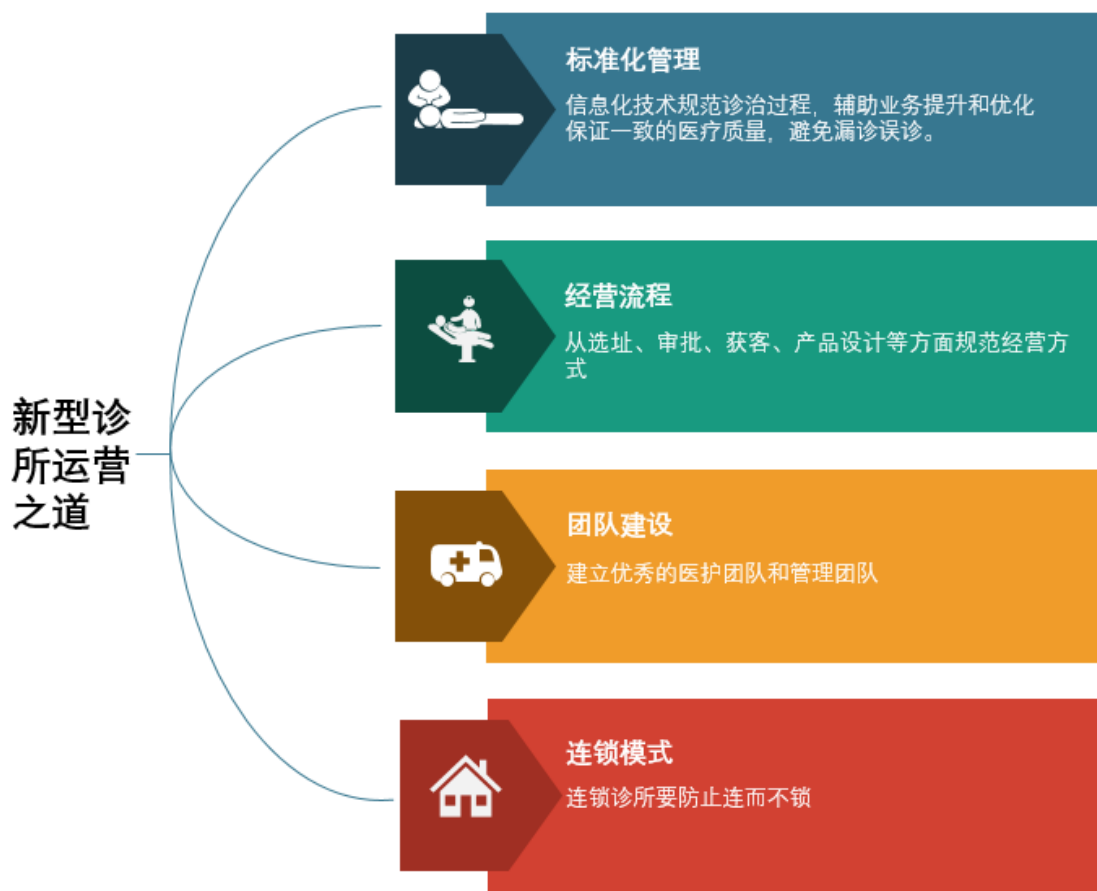 新型诊
所运营
之道
标准化管理
信息化技术规范诊治过程，辅助业务提升和优化
保证一致的医疗质量，避免漏诊误诊。
经营流程
从选址、审批、获客、产品设计等方面规范经营方
式
团队建设
建立优秀的医护团队和管理团队
连锁模式
连锁诊所要防止连而不锁